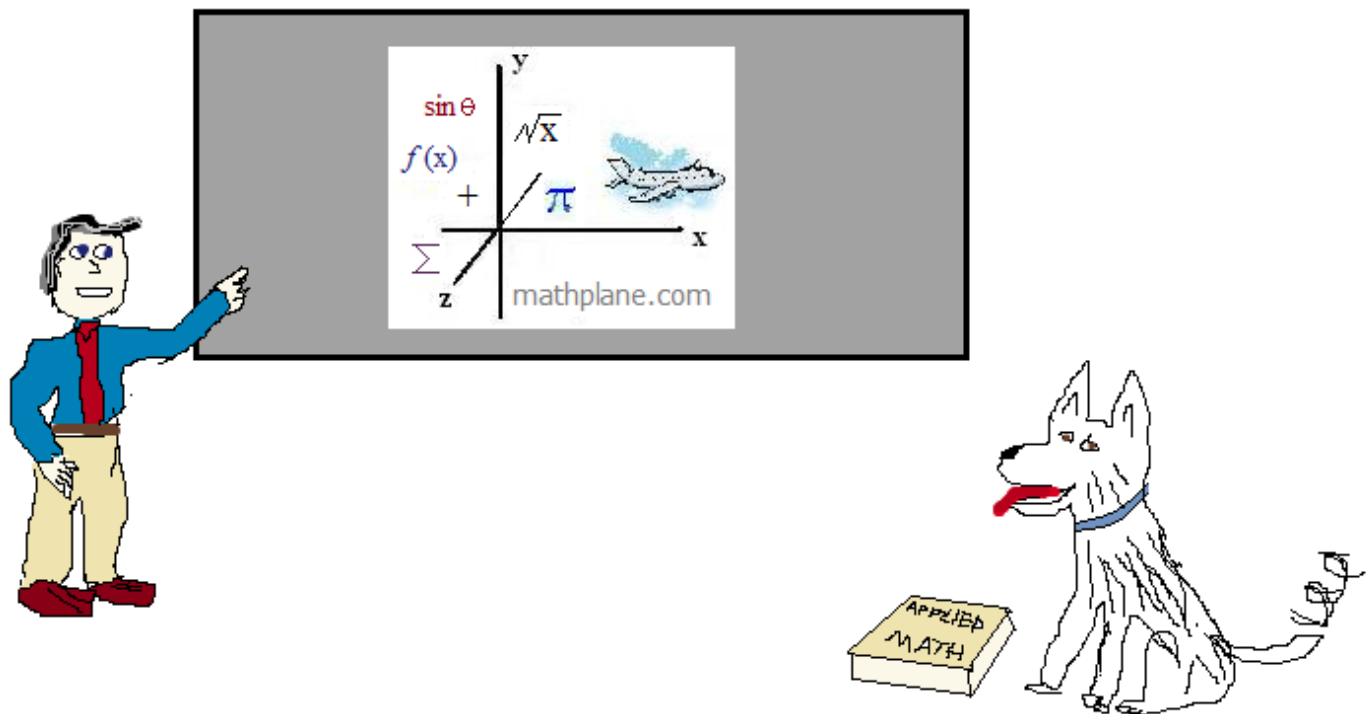 y
sin θ
√x
f(x)
+
π
x
Σ
z
mathplane.com
APPLIED
MATH